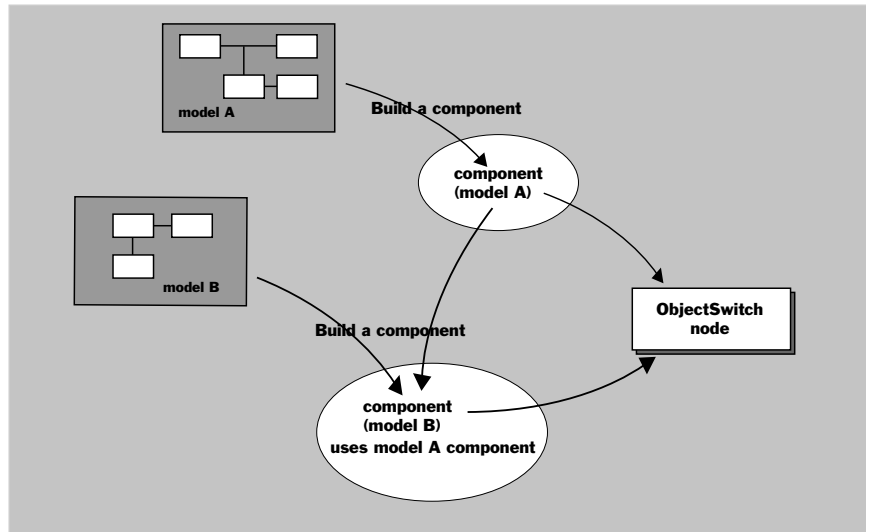 model A
Build a component
component
(model A)
model B
ObjectSwitch
node
Build a component
component
(model B)
uses model A component